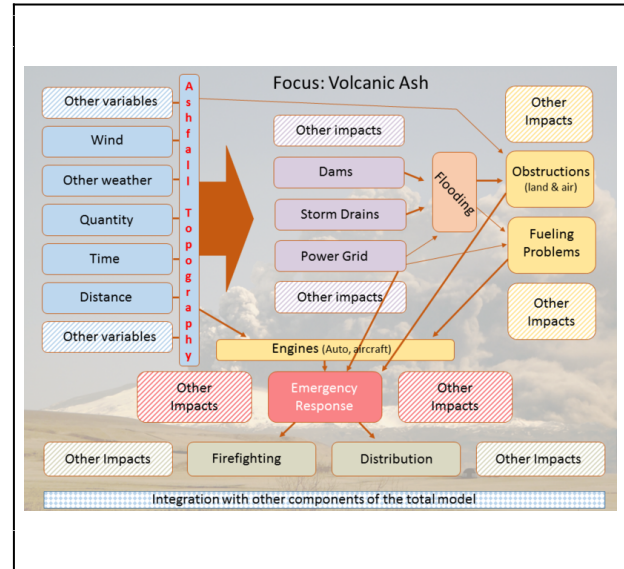 Focus: Volcanic Ash
Other variables
Wind
Other weather
Quantity
Time
Distance
Other variables
Ashfall Topography
Other impacts
Dams
Storm Drains
Power Grid
Other impacts
Flooding
Other
Impacts
Obstructions
(land & air)
Fueling
Problems
Other
Impacts
Engines (Auto, aircraft)
Other
Impacts
Emergency
Response
Other
Impacts
Other Impacts
Firefighting
Distribution
Other Impacts
Integration with other components of the total model